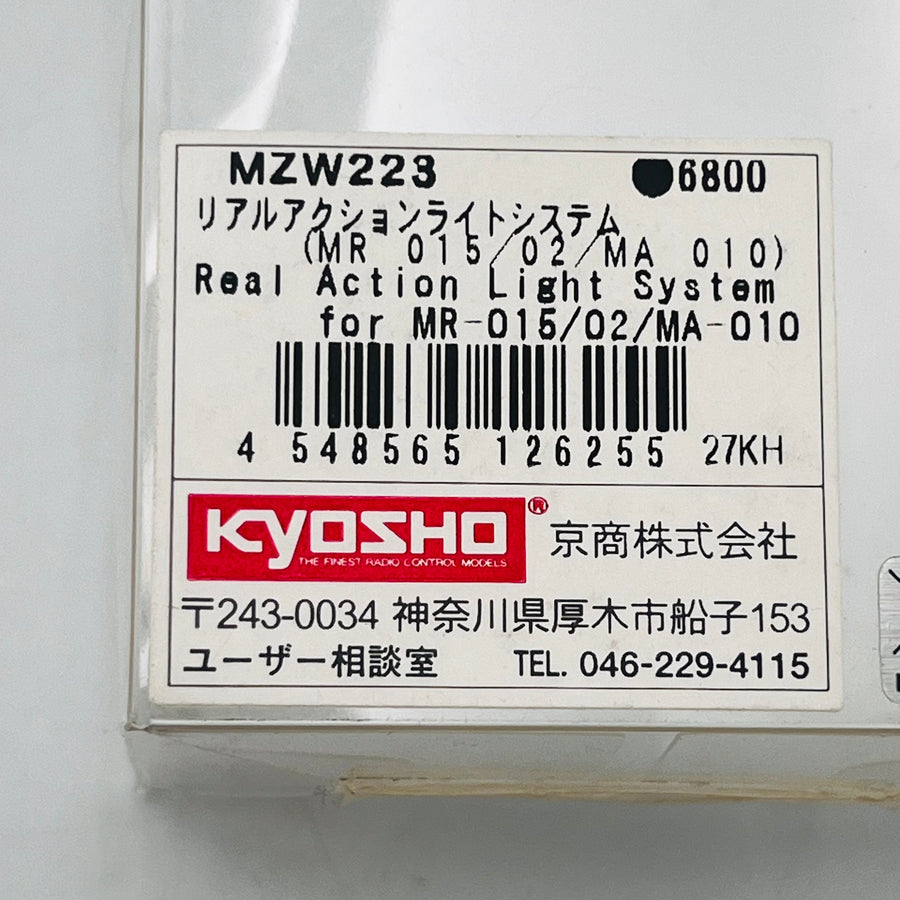 MZW223 ●6800
リアルアクションライトシステム
(MR 015/02/MA 010)
Real Action Light System
for MR-015/02/MA-010
4 548565 126255 27KH
KYOSHO®
THE FINEST RADIO CONTROL MODELS
京商株式会社
〒243-0034 神奈川県厚木市船子153
ユーザー相談室 TEL. 046-229-4115